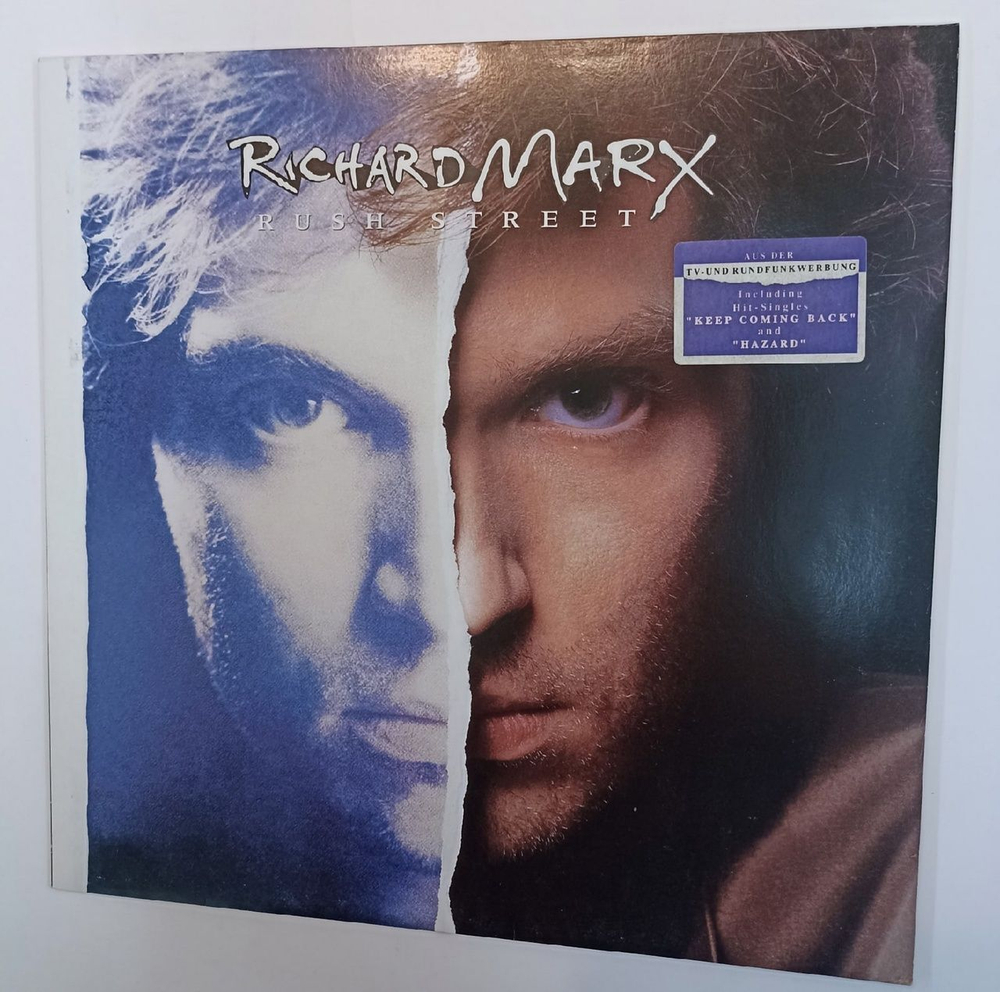 RICHARD MARX
RUSH STREET
AUS DER
TV-UND RUNDFUNKWERBUNG
Including
Hit-Singles
"KEEP COMING BACK"
and
"HAZARD"